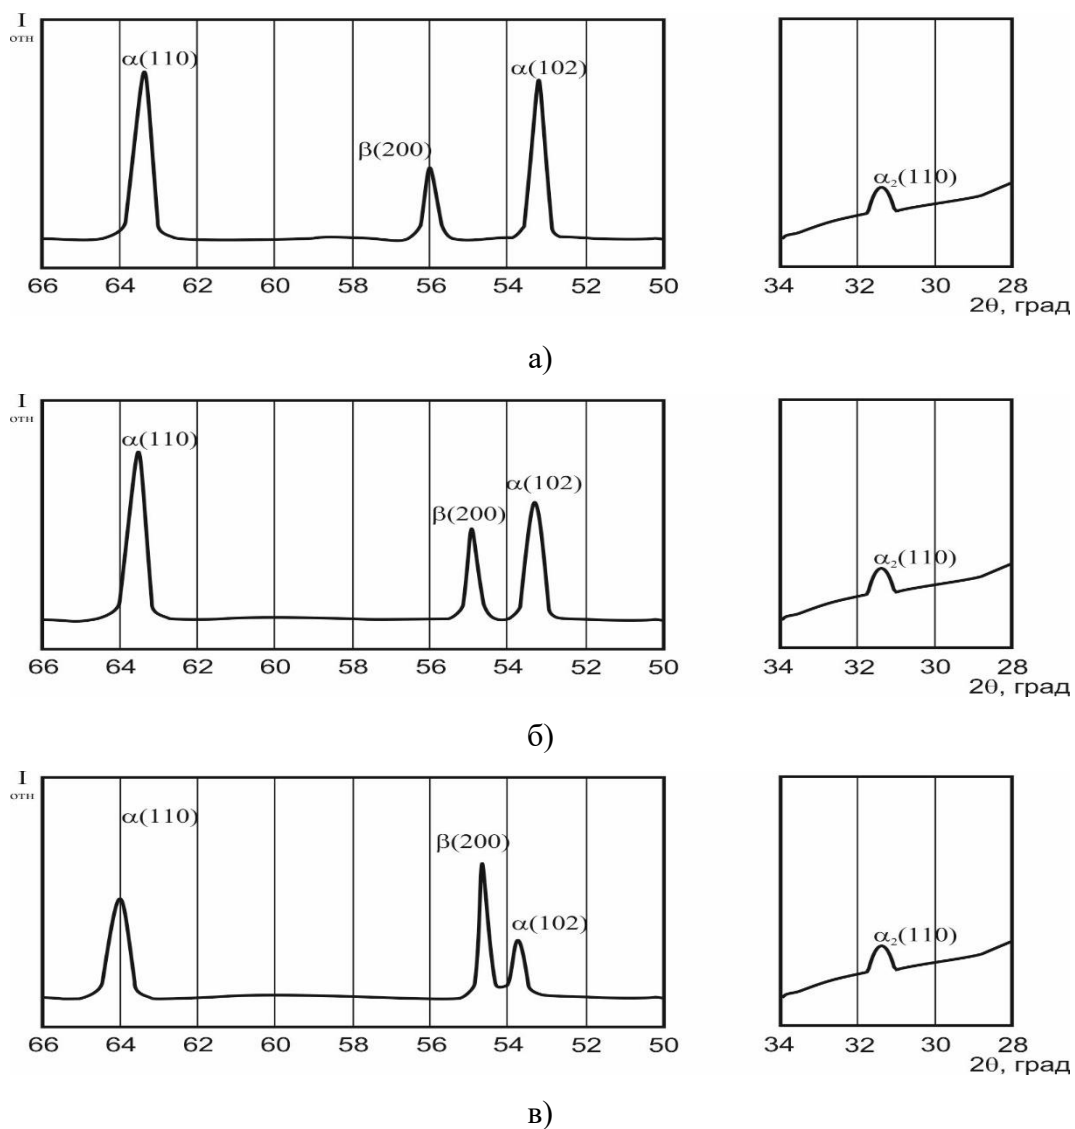 I
отн
α(110)
β(200)
α(102)
α₂(110)
66 64 62 60 58 56 54 52 50
34 32 30 28
2θ, град
а)
I
отн
α(110)
β(200)
α(102)
α₂(110)
66 64 62 60 58 56 54 52 50
34 32 30 28
2θ, град
б)
I
отн
α(110)
β(200)
α(102)
α₂(110)
66 64 62 60 58 56 54 52 50
34 32 30 28
2θ, град
в)